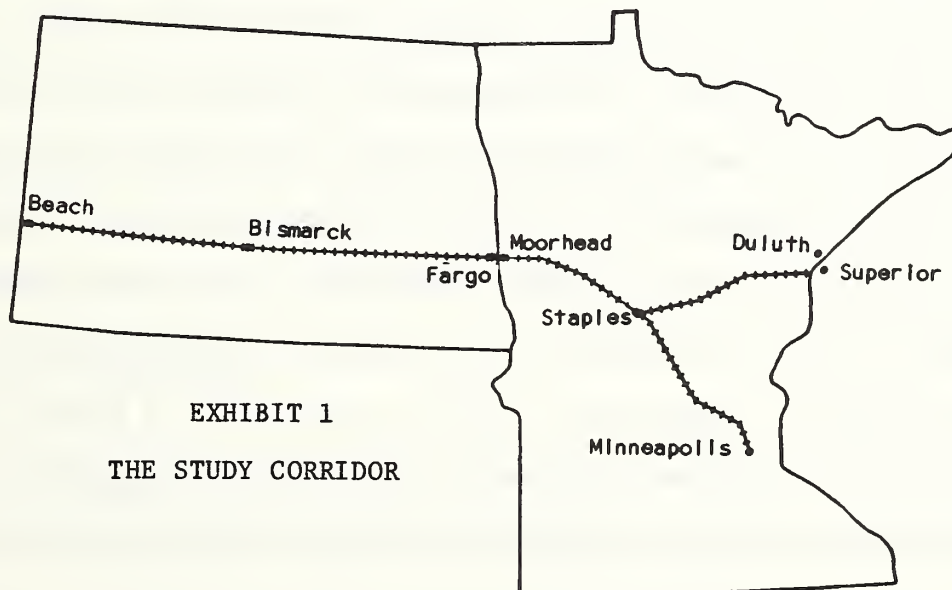 Beach
Bismarck
Fargo
Moorhead
Duluth
Superior
Staples
Minneapolis
EXHIBIT 1
THE STUDY CORRIDOR